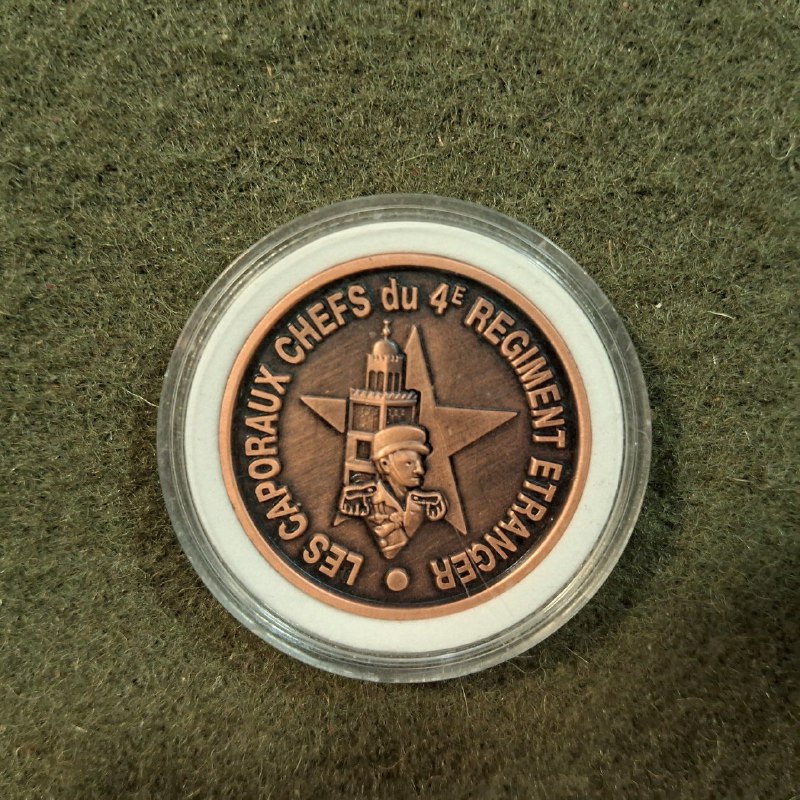 LES CAPORAUX CHEFS du 4E REGIMENT ETRANGER